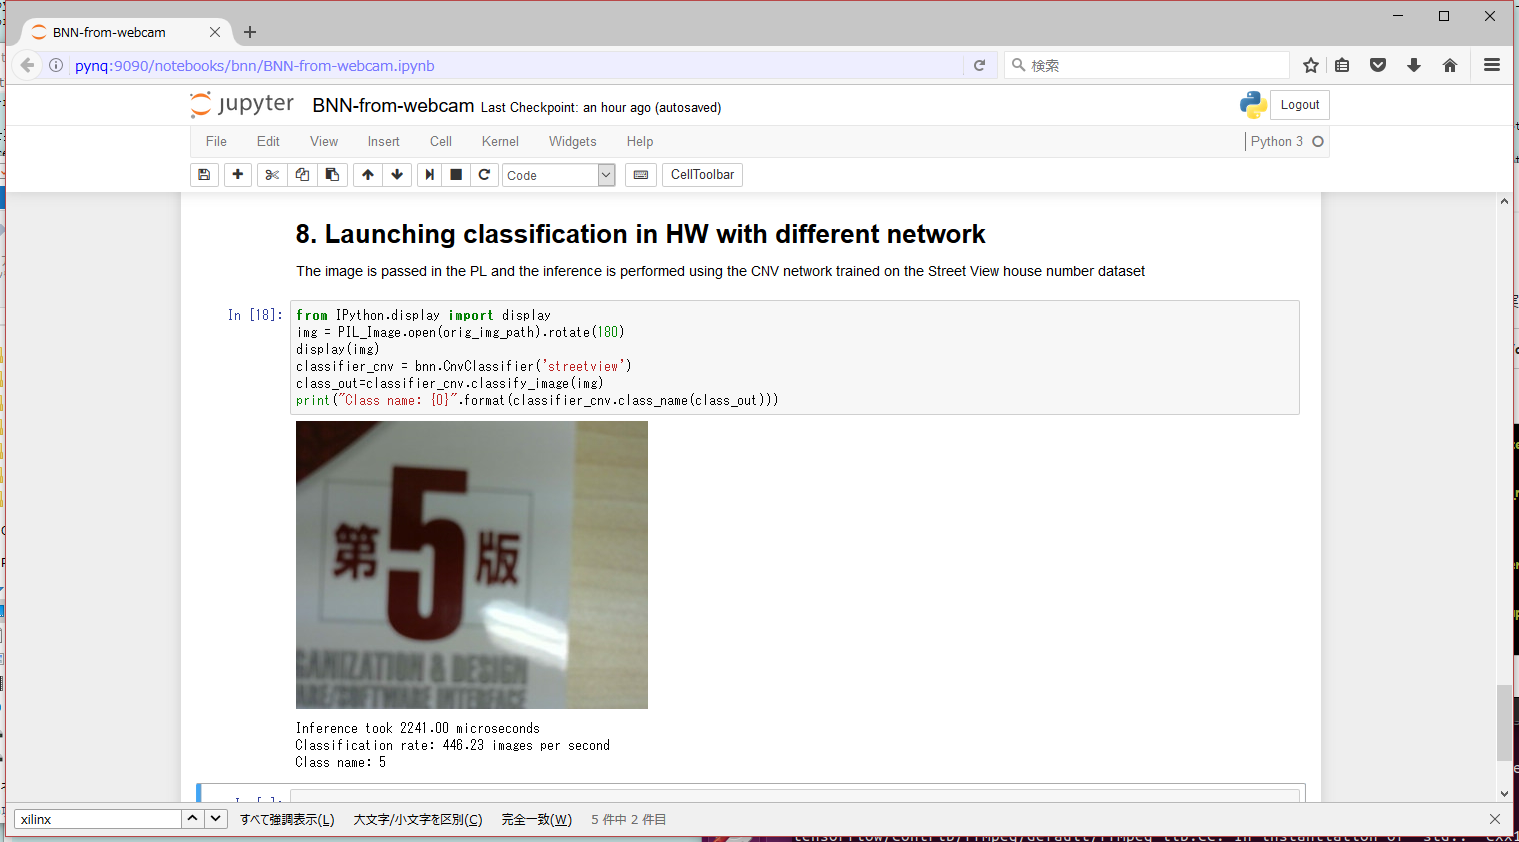 BNN-from-webcam
pynq:9090/notebooks/bnn/BNN-from-webcam.ipynb
検索
jupyter BNN-from-webcam Last Checkpoint: an hour ago (autosaved)
Logout
File Edit View Insert Cell Kernel Widgets Help
Python 3
Code
CellToolbar
8. Launching classification in HW with different network
The image is passed in the PL and the inference is performed using the CNV network trained on the Street View house number dataset
In [18]:
from IPython.display import display
img = PIL_Image.open(orig_img_path).rotate(180)
display(img)
classifier_cnv = bnn.CnvClassifier('streetview')
class_out=classifier_cnv.classify_image(img)
print("Class name: {0}".format(classifier_cnv.class_name(class_out)))
第5版
GANIZATION & DESIGN
ARE/SOFTWARE INTERFACE
Inference took 2241.00 microseconds
Classification rate: 446.23 images per second
Class name: 5
In [ ]:
xilinx
すべて強調表示(L) 大文字/小文字を区別(C) 完全一致(W) 5 件中 2 件目